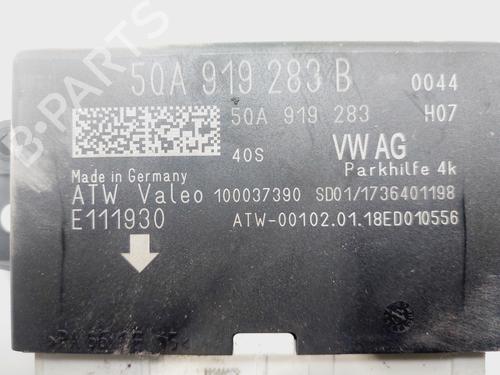 5QA 919 283 B 0044
5QA 919 283 H07
40S VW AG
Parkhilfe 4k
Made in Germany
ATW Valeo 100037390 SD01/1736401198
E111930 ATW-00102.01.18ED010556
B-PARTS